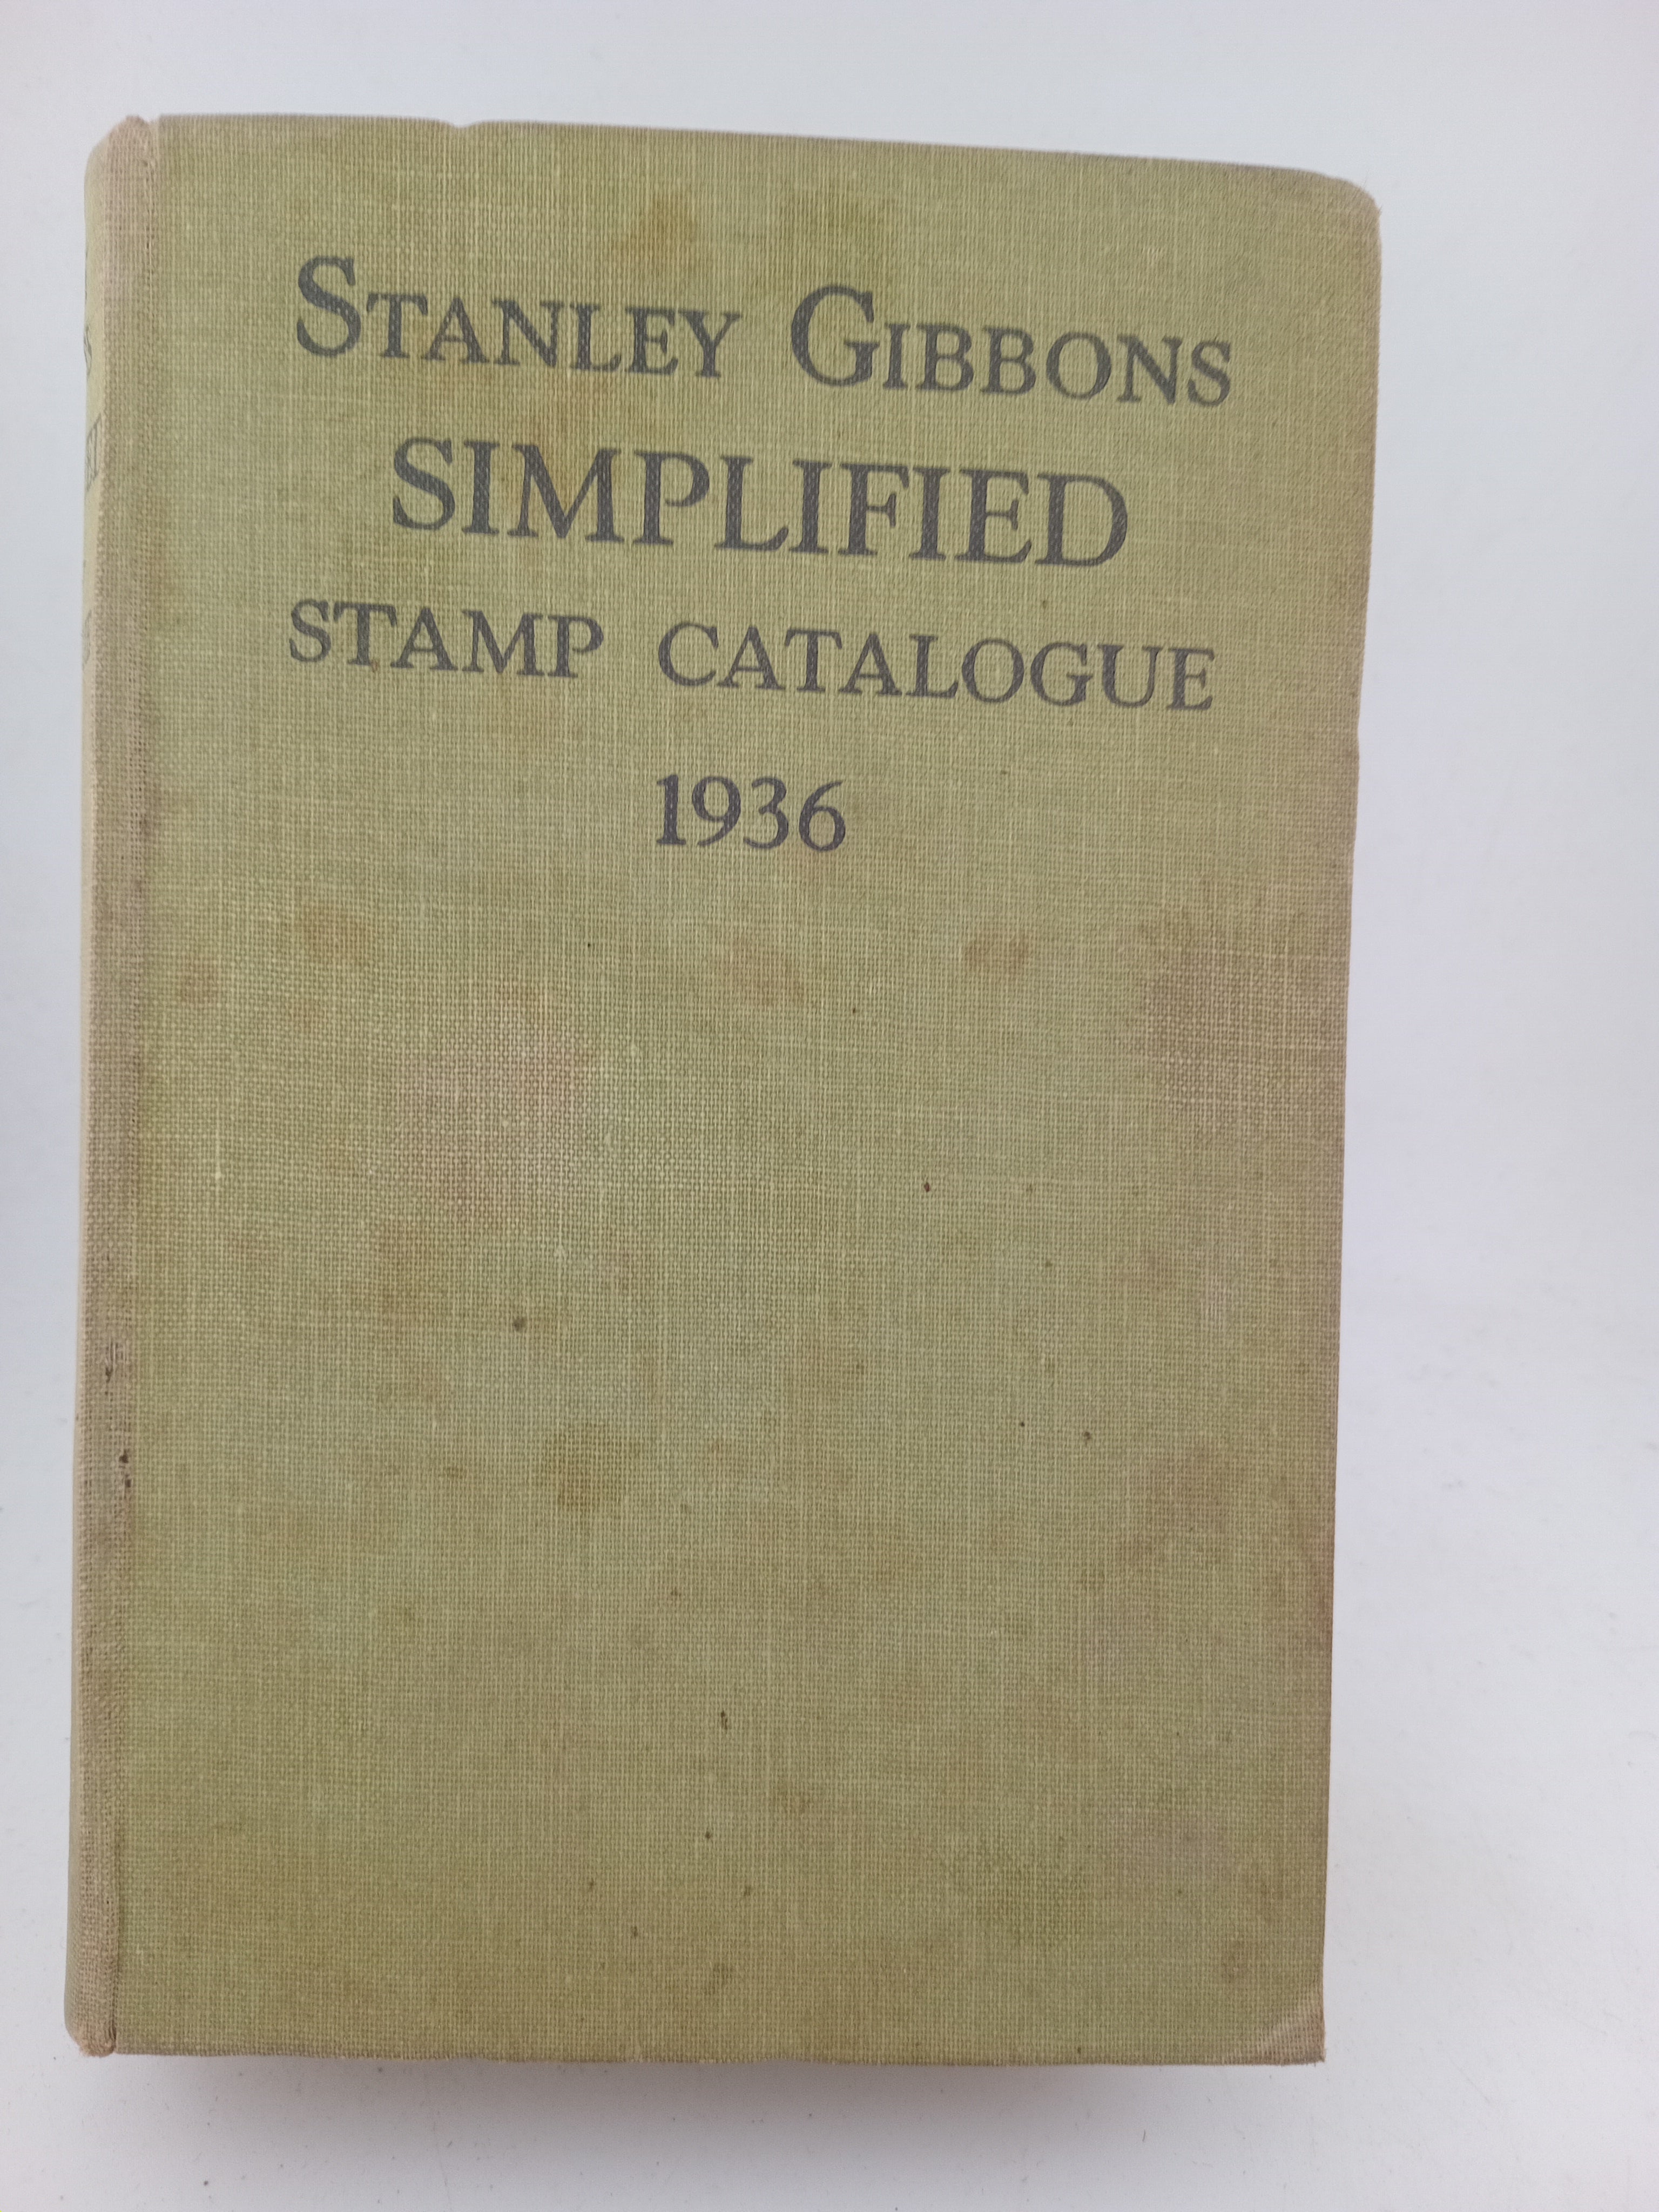 STANLEY GIBBONS
SIMPLIFIED
STAMP CATALOGUE
1936